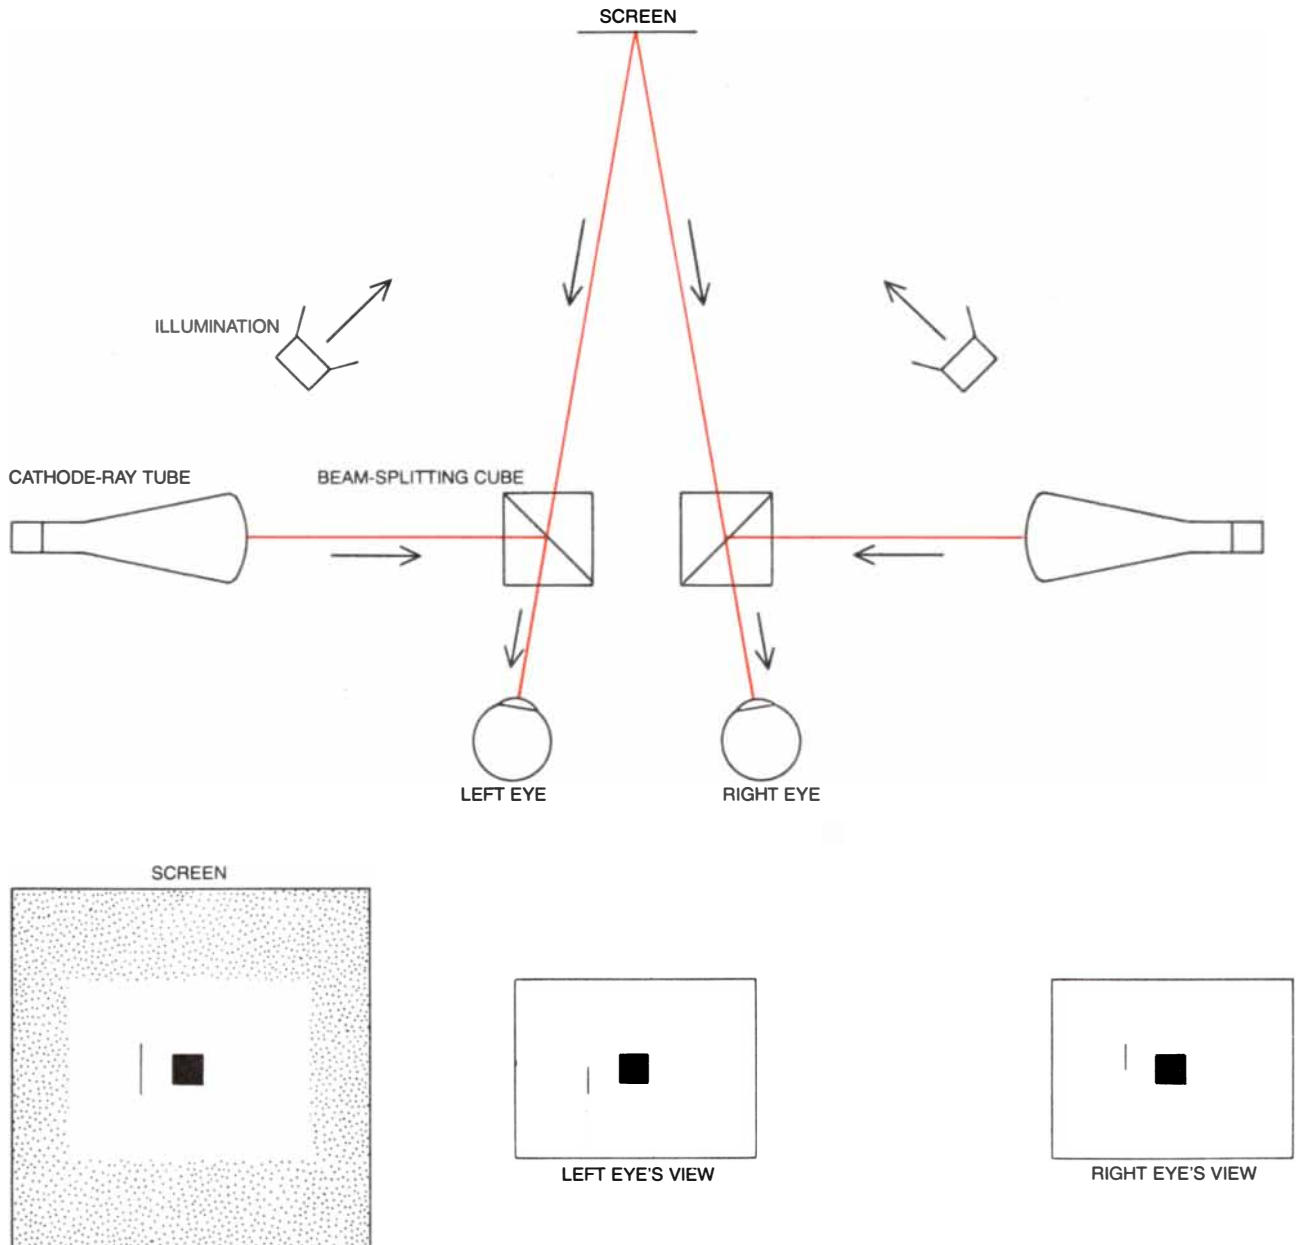 SCREEN
ILLUMINATION
CATHODE-RAY TUBE
BEAM-SPLITTING CUBE
LEFT EYE
RIGHT EYE
SCREEN
LEFT EYE'S VIEW
RIGHT EYE'S VIEW